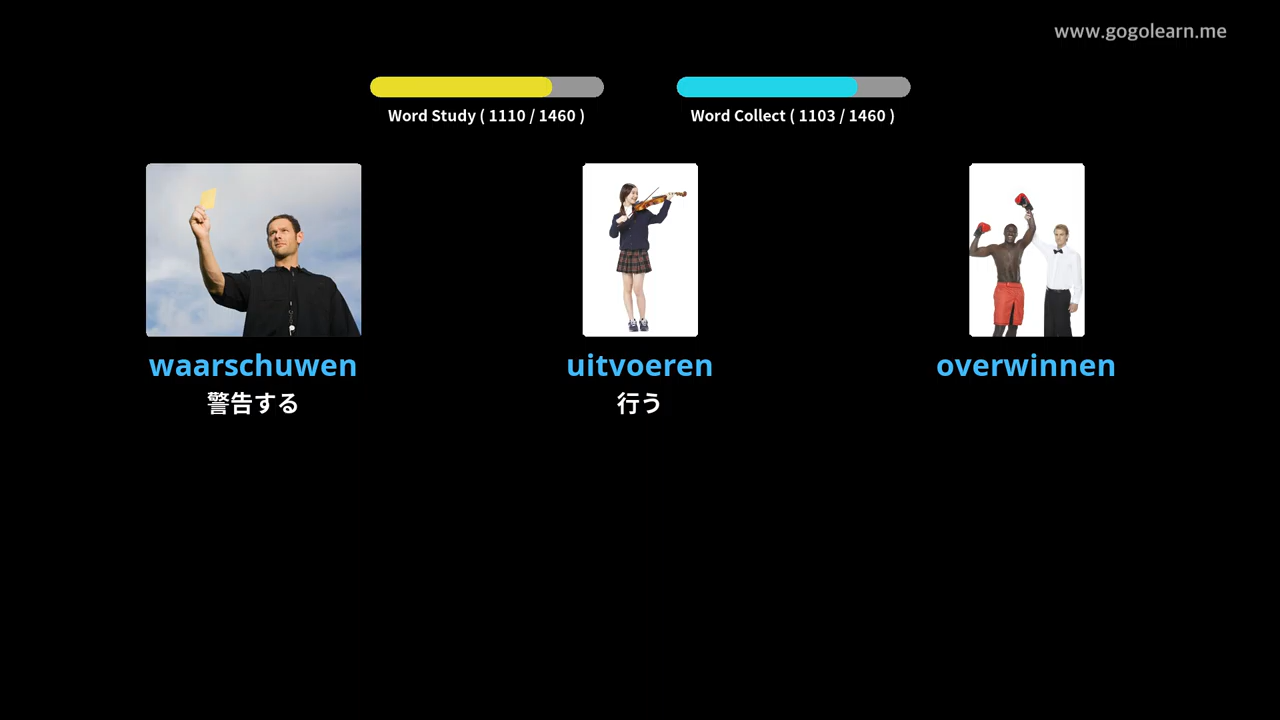 www.gogolearn.me
Word Study ( 1110 / 1460 )
Word Collect ( 1103 / 1460 )
waarschuwen
警告する
uitvoeren
行う
overwinnen